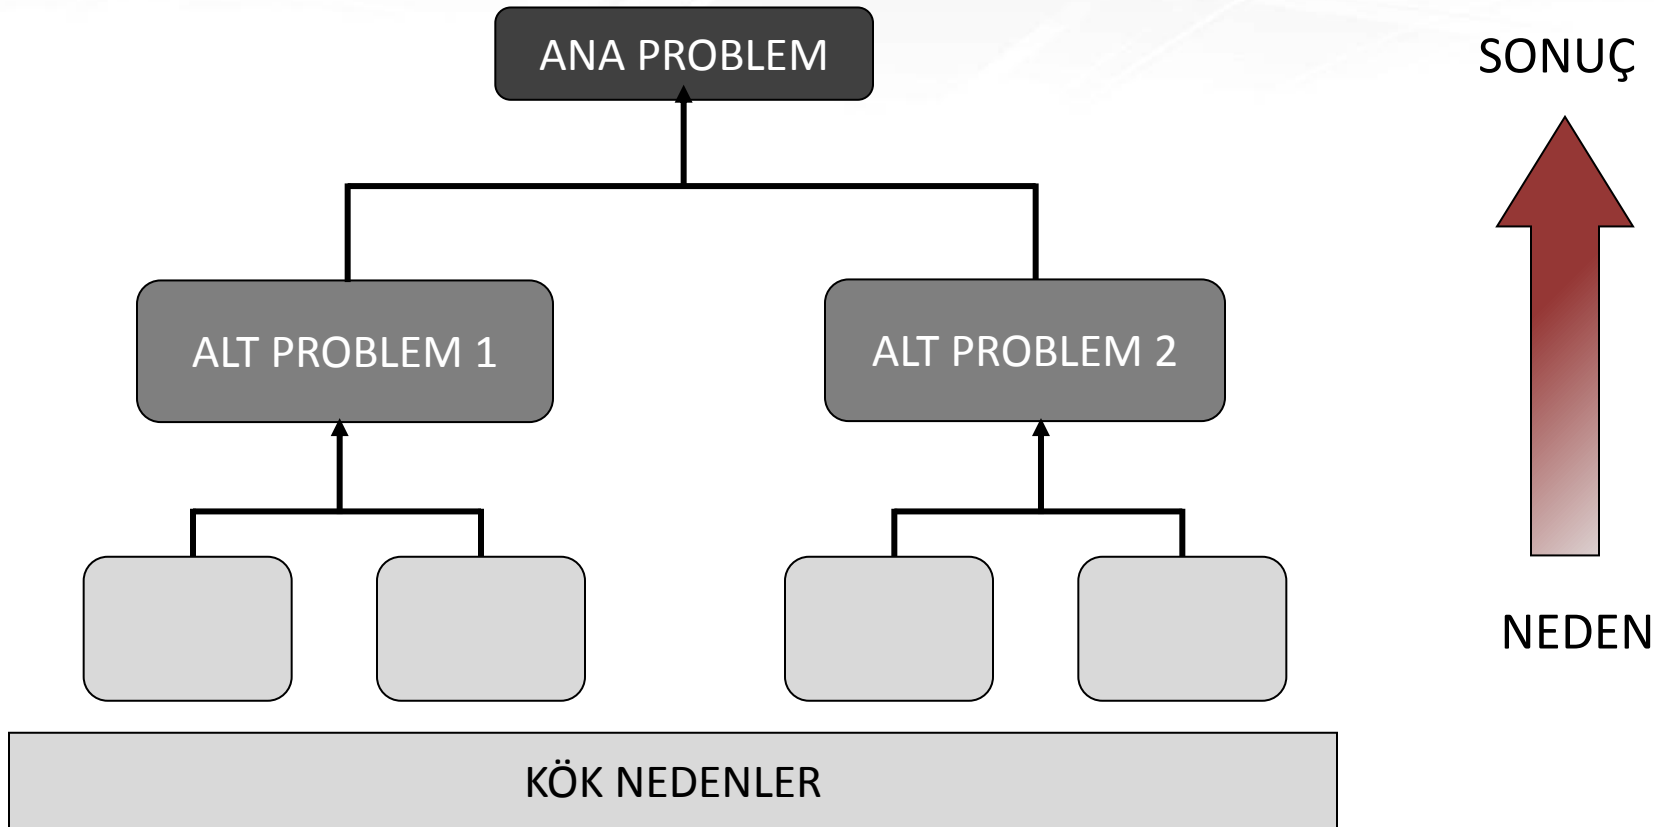 ANA PROBLEM
SONUÇ
ALT PROBLEM 1
ALT PROBLEM 2
NEDEN
KÖK NEDENLER